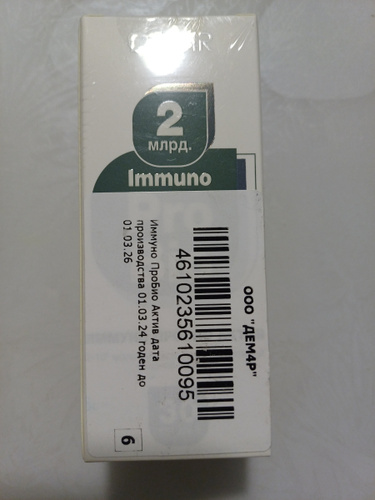 2
млрд.
Immuno
ООО "ДЕМ4Р"
4610235610095
Иммуно ПроБио Актив дата
производства 01.03.24 годен до
01.03.26
6